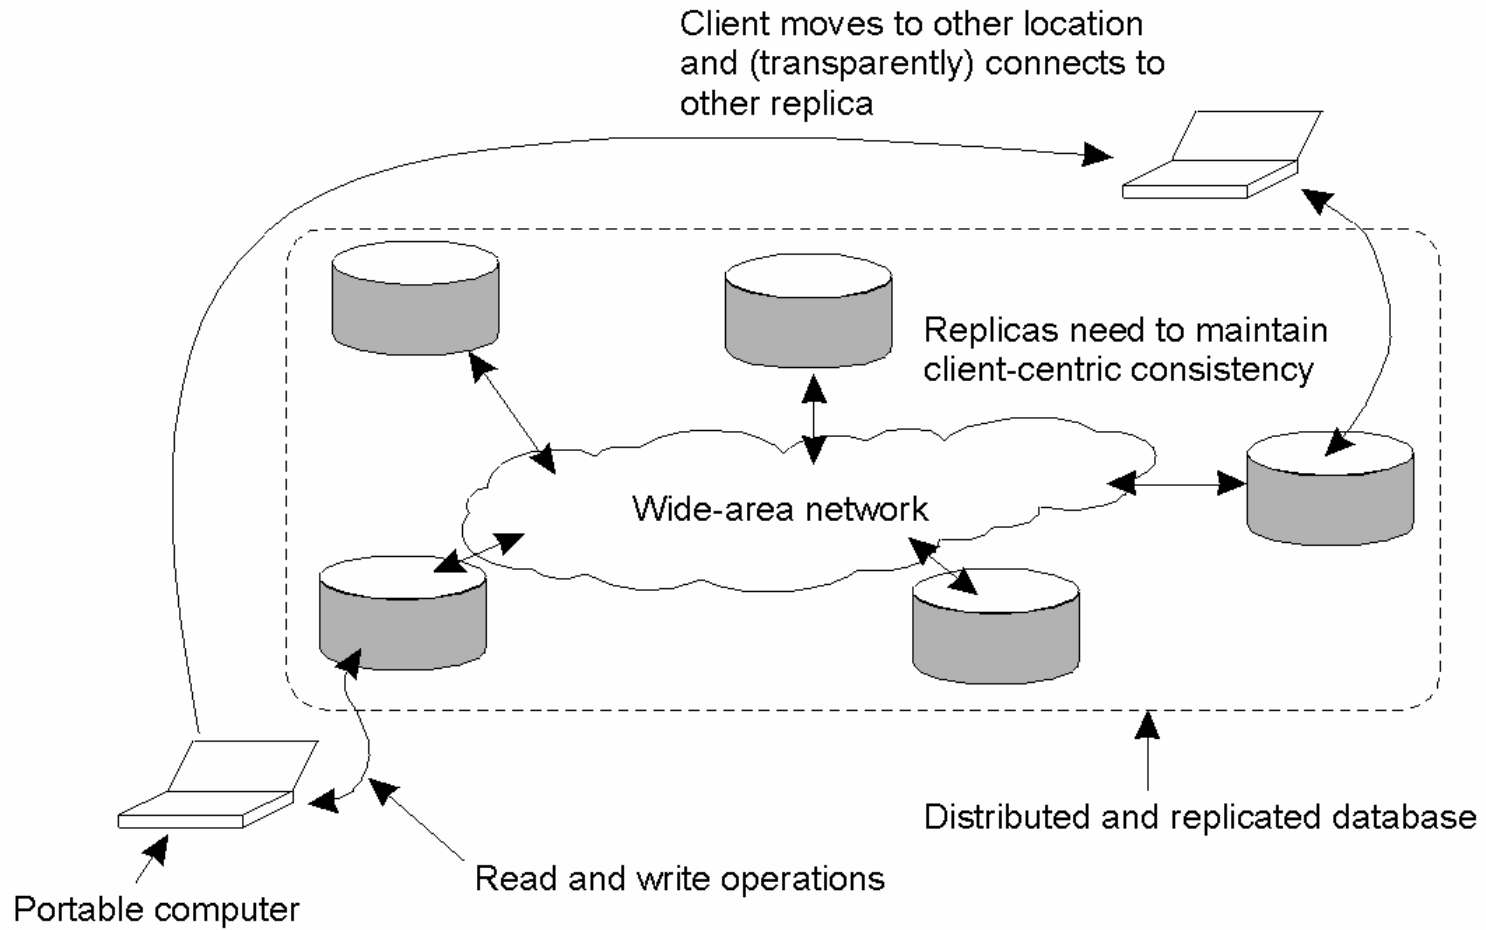 Client moves to other location
and (transparently) connects to
other replica
Replicas need to maintain
client-centric consistency
Wide-area network
Distributed and replicated database
Read and write operations
Portable computer